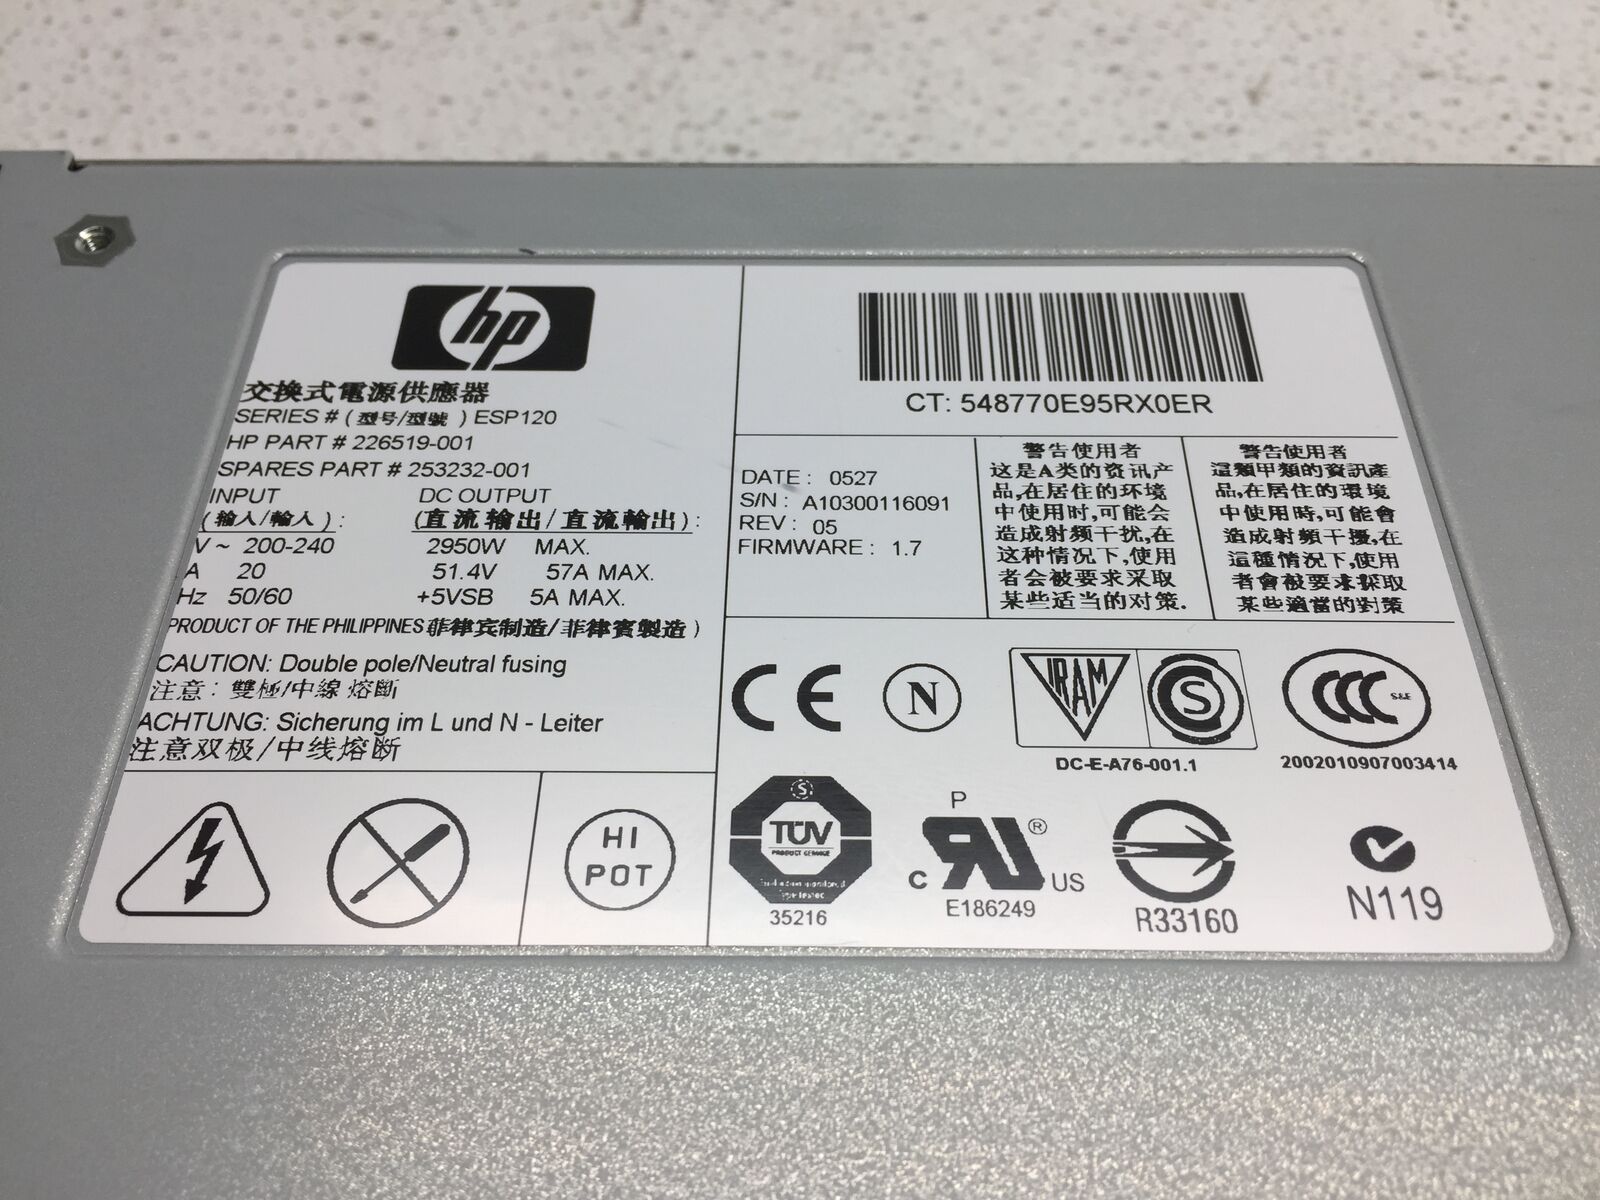 hp
交換式電源供應器
SERIES # (型号/型號) ESP120
HP PART # 226519-001
SPARES PART # 253232-001
INPUT DC OUTPUT
(输入/輸入): (直流输出/直流輸出):
V~ 200-240 2950W MAX.
A 20 51.4V 57A MAX.
Hz 50/60 +5VSB 5A MAX.
PRODUCT OF THE PHILIPPINES 菲律宾制造/菲律賓製造)
CAUTION: Double pole/Neutral fusing
注意: 雙極/中線 熔斷
ACHTUNG: Sicherung im L und N - Leiter
注意双极/中线熔断
HI
POT
CT: 548770E95RX0ER
DATE: 0527
S/N: A10300116091
REV: 05
FIRMWARE: 1.7
警告使用者
这是A类的资讯产
品,在居住的环境
中使用时,可能会
造成射频干扰,在
这种情况下,使用
者会被要求采取
某些适当的对策.
警告使用者
這類甲類的資訊產
品,在居住的環境
中使用時,可能會
造成射頻干擾,在
這種情況下,使用
者會被要求採取
某些適當的對策
CE
N
IRAM
S
CCC
S&E
DC-E-A76-001.1
2002010907003414
S
TÜV
PRODUCT SERVICE
35216
P
C RU ® US
E186249
R33160
N119